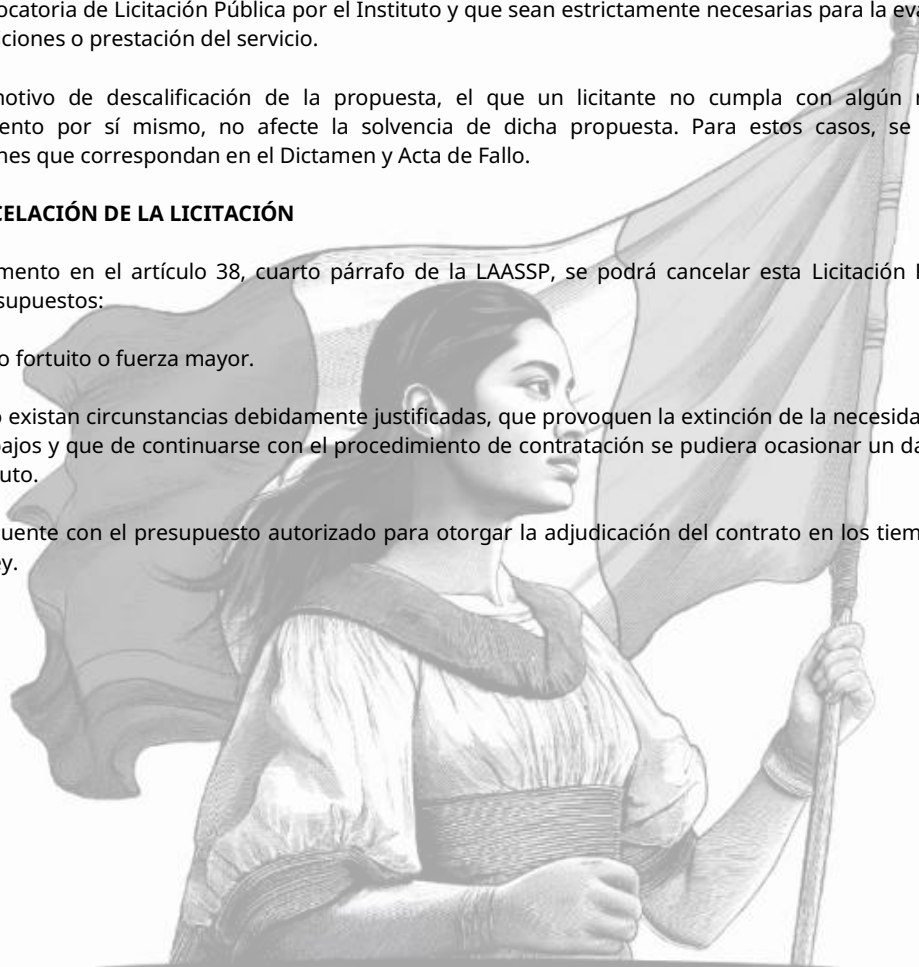 ocatoria de Licitación Pública por el Instituto y que sean estrictamente necesarias para la eva
ciones o prestación del servicio.
notivo de descalificación de la propuesta, el que un licitante no cumpla con algún r
ento por sí mismo, no afecte la solvencia de dicha propuesta. Para estos casos, se
nes que correspondan en el Dictamen y Acta de Fallo.
CELACIÓN DE LA LICITACIÓN
mento en el artículo 38, cuarto párrafo de la LAASSP, se podrá cancelar esta Licitación P
supuestos:
o fortuito o fuerza mayor.
o existan circunstancias debidamente justificadas, que provoquen la extinción de la necesida
bajos y que de continuarse con el procedimiento de contratación se pudiera ocasionar un da
uto.
uente con el presupuesto autorizado para otorgar la adjudicación del contrato en los tiem
ey.